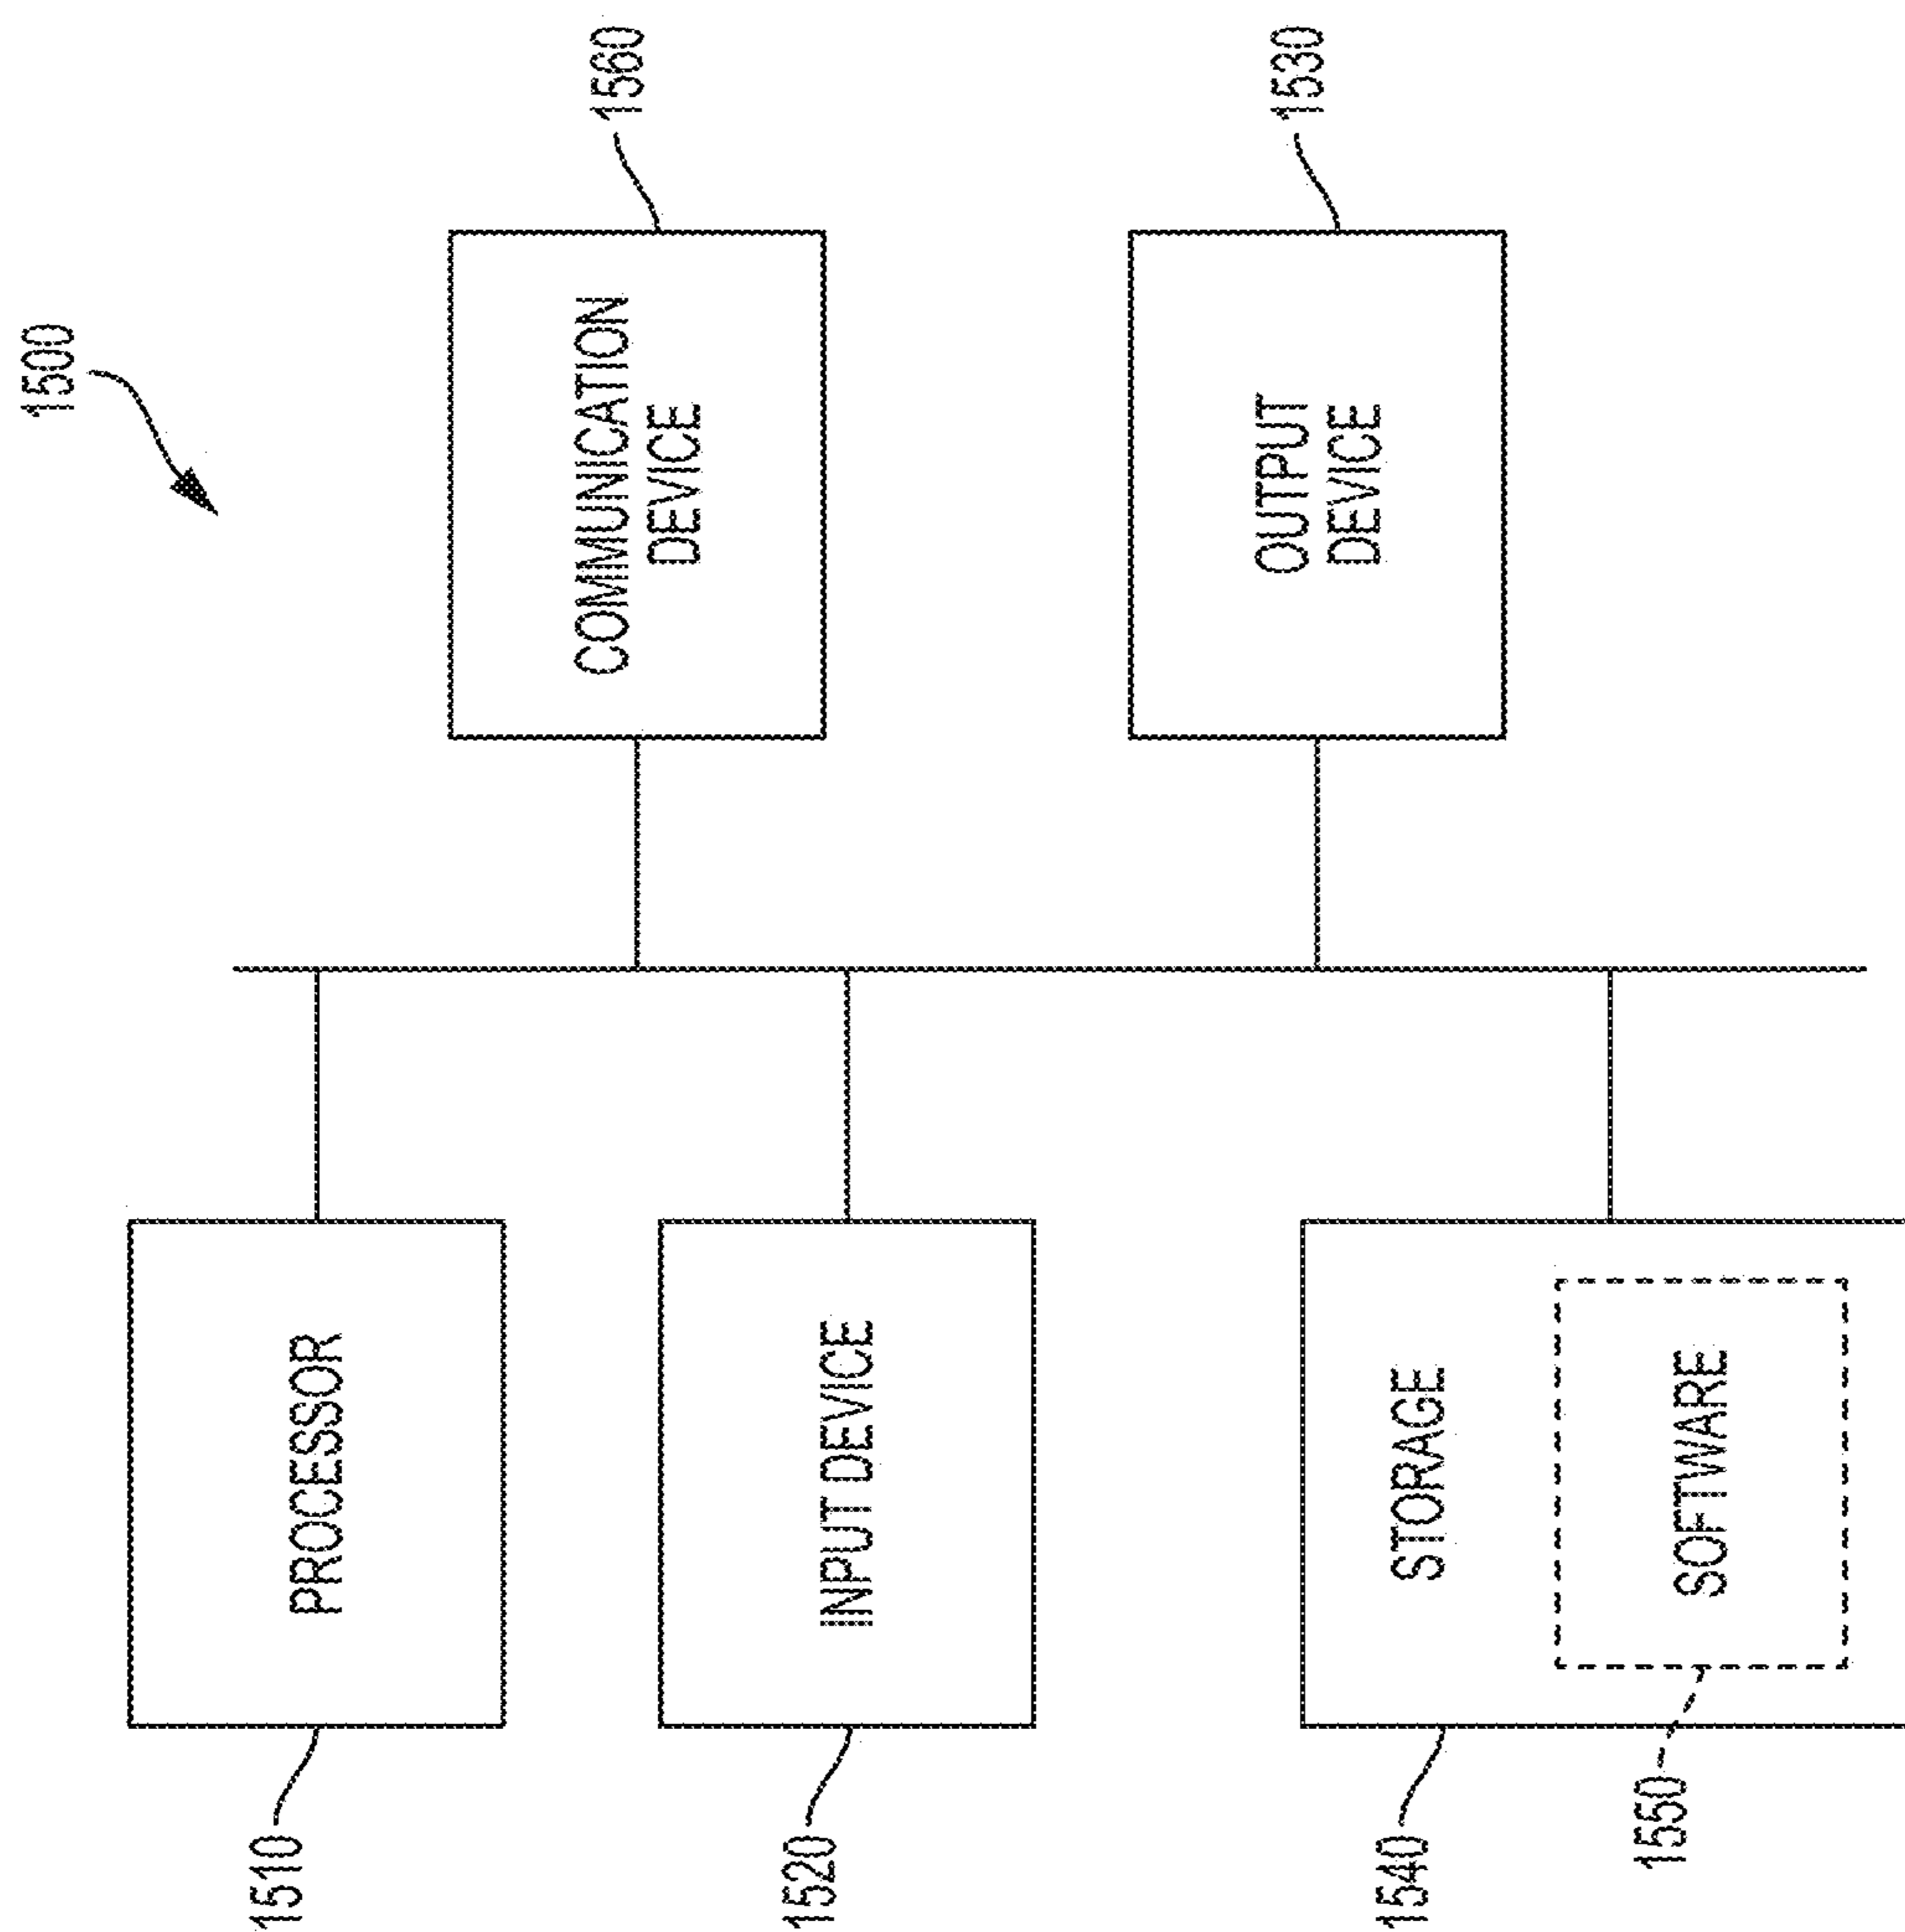 1500
PROCESSOR
1510
COMMUNICATION
DEVICE
1560
INPUT DEVICE
1520
OUTPUT
DEVICE
1530
STORAGE
1540
SOFTWARE
1550